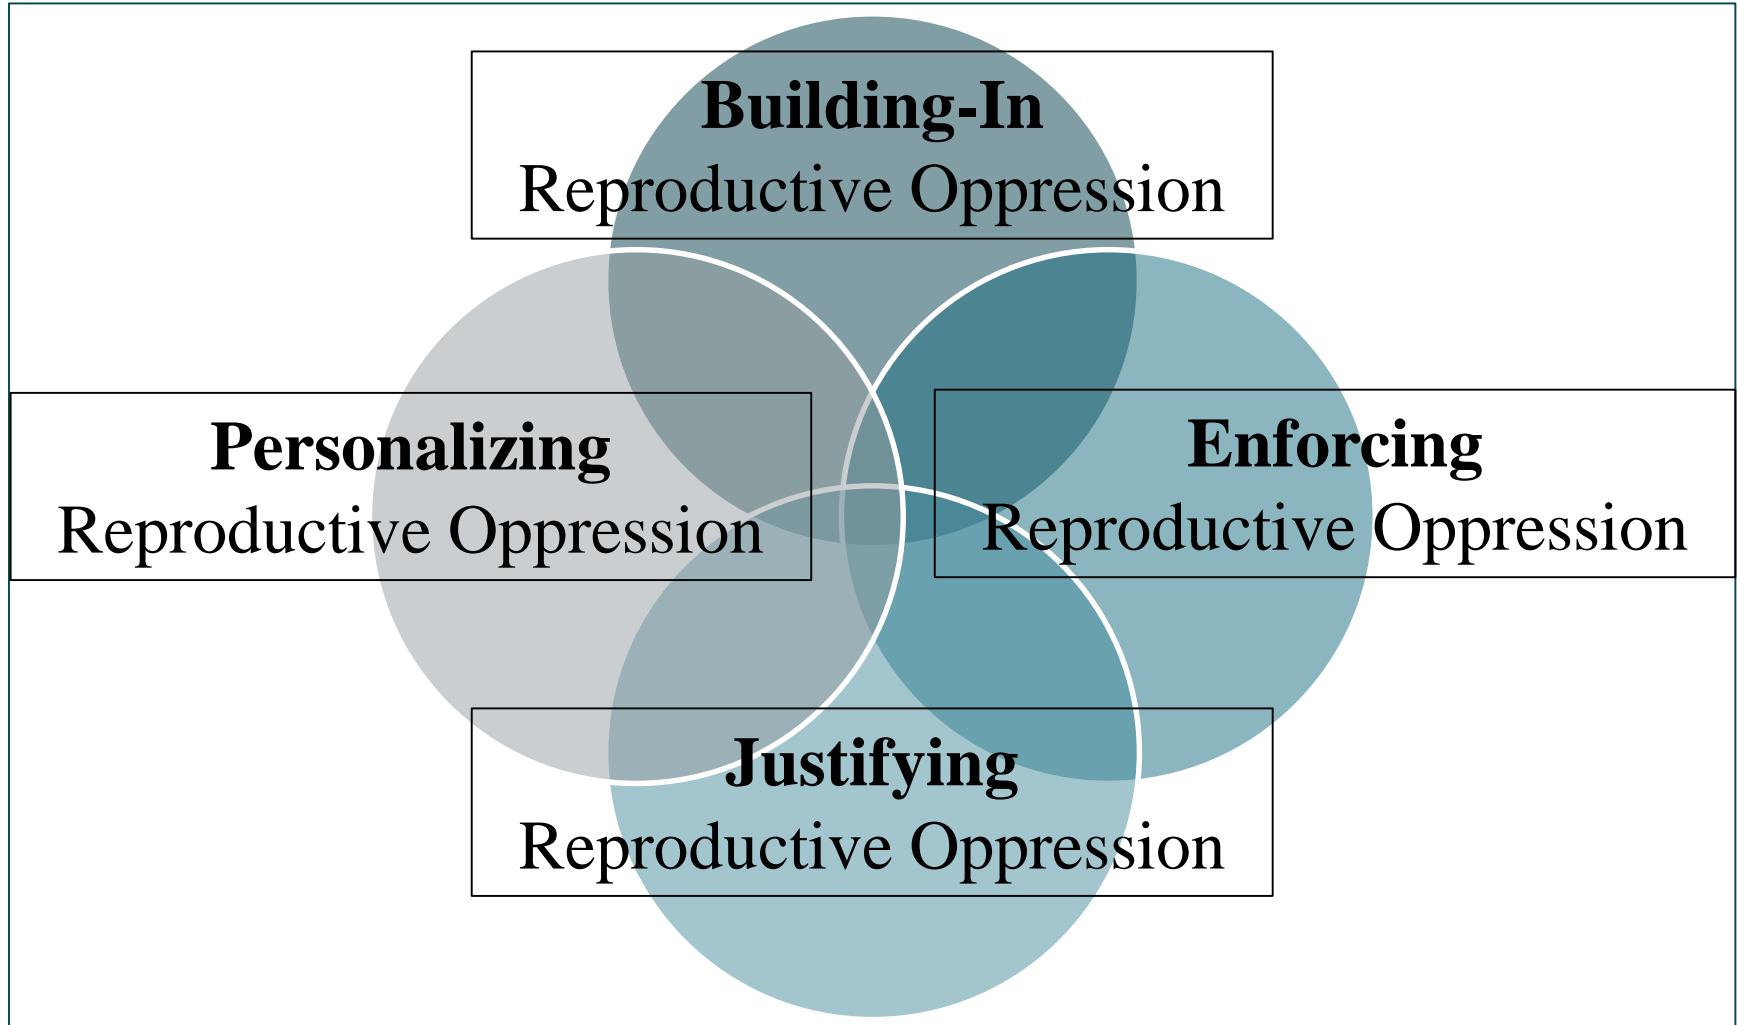 Building-In
Reproductive Oppression
Personalizing
Reproductive Oppression
Enforcing
Reproductive Oppression
Justifying
Reproductive Oppression